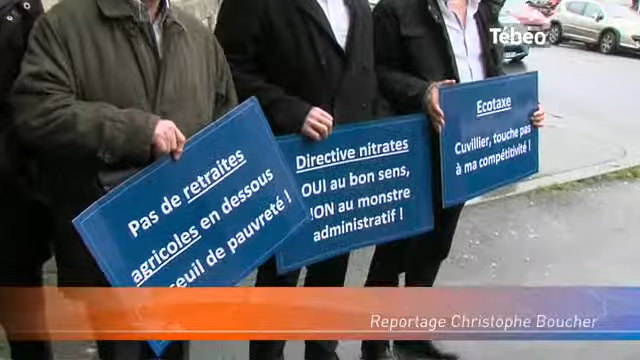 Tébéo
Pas de retraites
agricoles en dessous
seuil de pauvreté !
Directive nitrates
OUI au bon sens,
NON au monstre
administratif !
Ecotaxe
Cuvillier, touche pas
à ma compétitivité !
Reportage Christophe Boucher